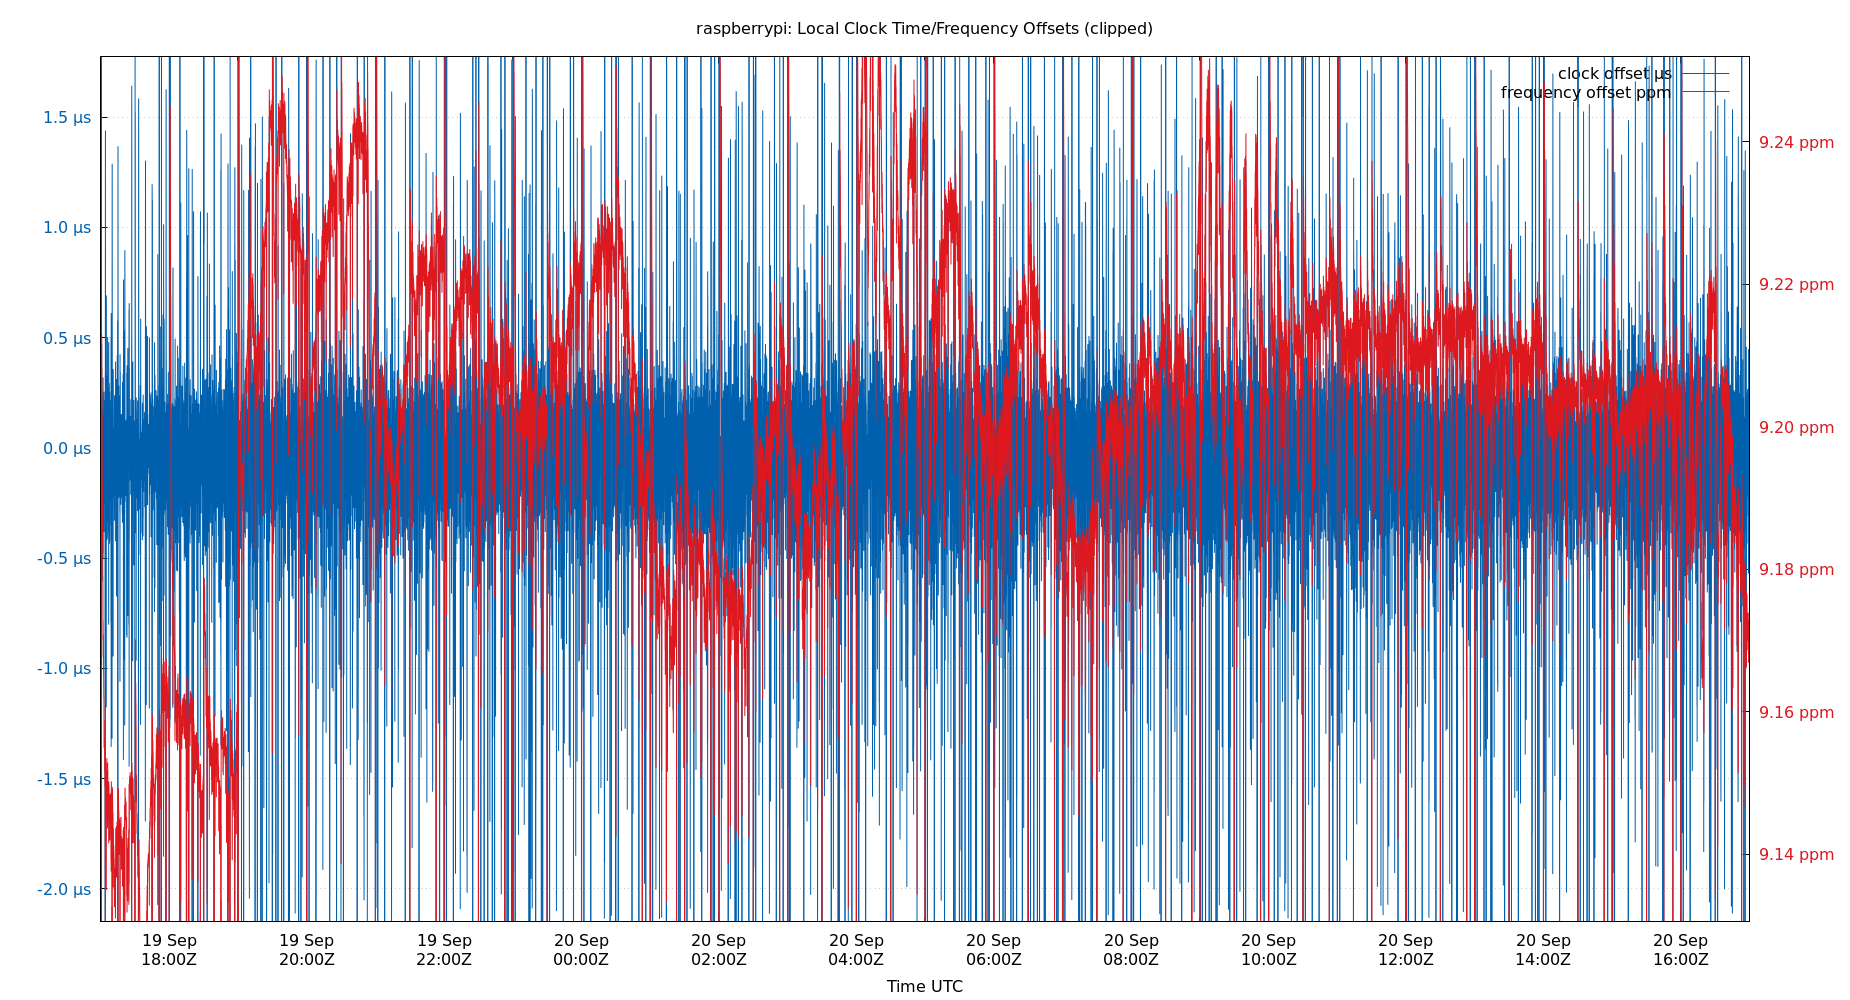 raspberrypi: Local Clock Time/Frequency Offsets (clipped)
clock offset µs
frequency offset ppm
1.5 µs
1.0 µs
0.5 µs
0.0 µs
-0.5 µs
-1.0 µs
-1.5 µs
-2.0 µs
9.24 ppm
9.22 ppm
9.20 ppm
9.18 ppm
9.16 ppm
9.14 ppm
19 Sep 19 Sep 19 Sep 20 Sep 20 Sep 20 Sep 20 Sep 20 Sep 20 Sep 20 Sep 20 Sep 20 Sep
18:00Z 20:00Z 22:00Z 00:00Z 02:00Z 04:00Z 06:00Z 08:00Z 10:00Z 12:00Z 14:00Z 16:00Z
Time UTC